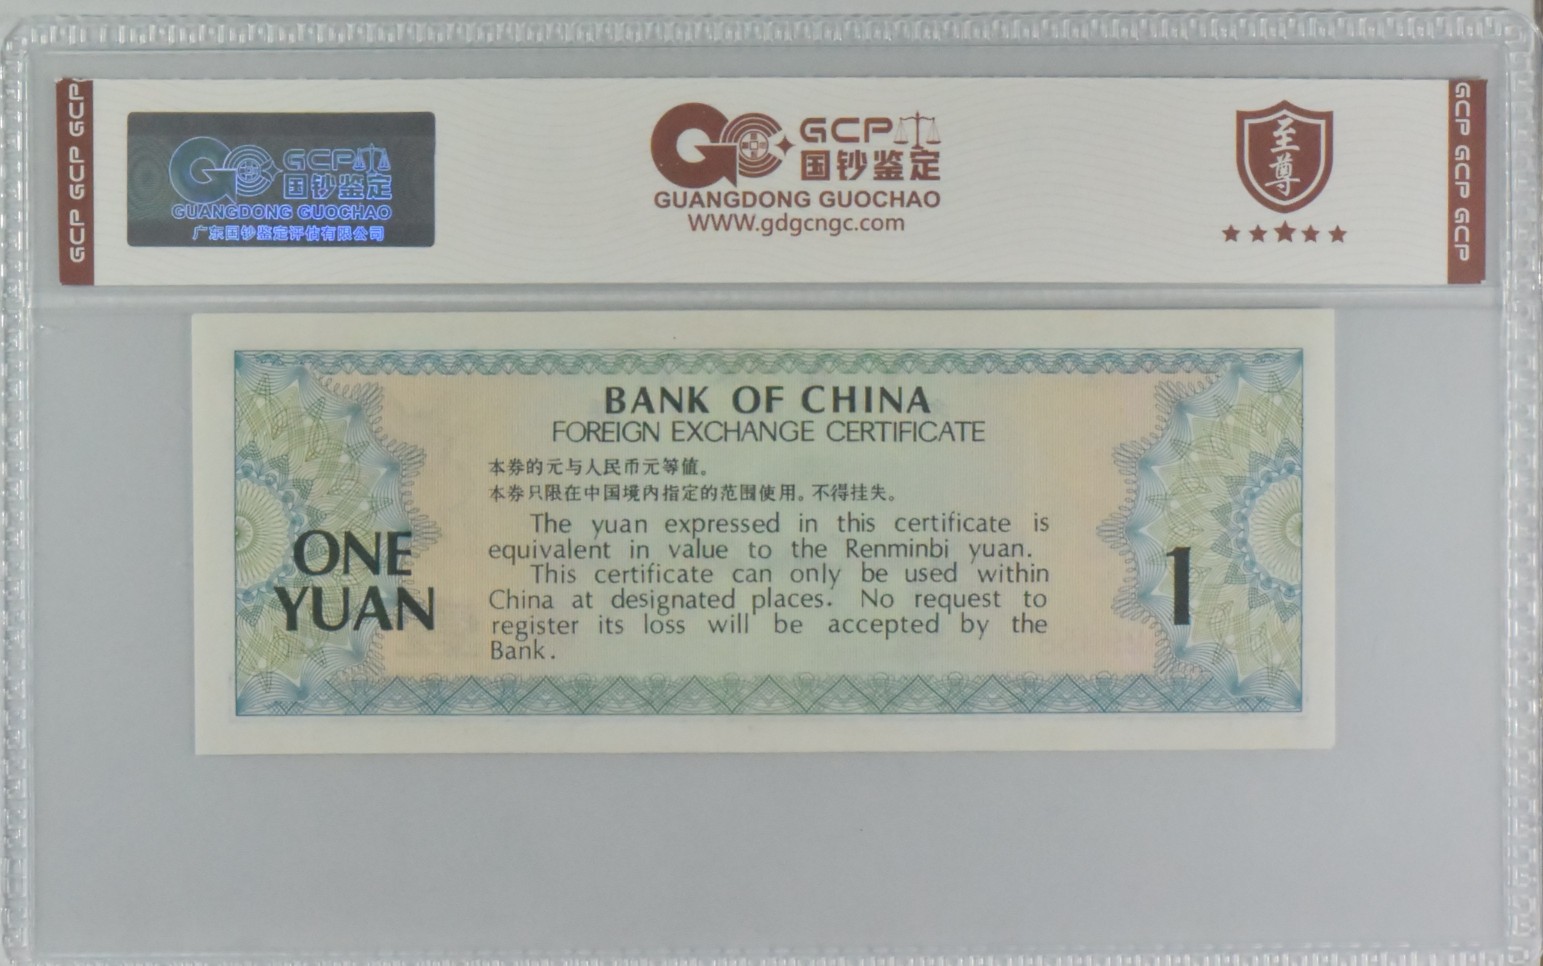 GCP GCP GCP
GCP
国钞鉴定
GUANGDONG GUOCHAO
广东国钞鉴定评估有限公司
GCP
国钞鉴定
GUANGDONG GUOCHAO
WWW.gdgcngc.com
至尊
GCP GCP GCP
BANK OF CHINA
FOREIGN EXCHANGE CERTIFICATE
本券的元与人民币元等值。
本券只限在中国境内指定的范围使用。不得挂失。
The yuan expressed in this certificate is
equivalent in value to the Renminbi yuan.
This certificate can only be used within
China at designated places. No request to
register its loss will be accepted by the
Bank.
ONE
YUAN
1